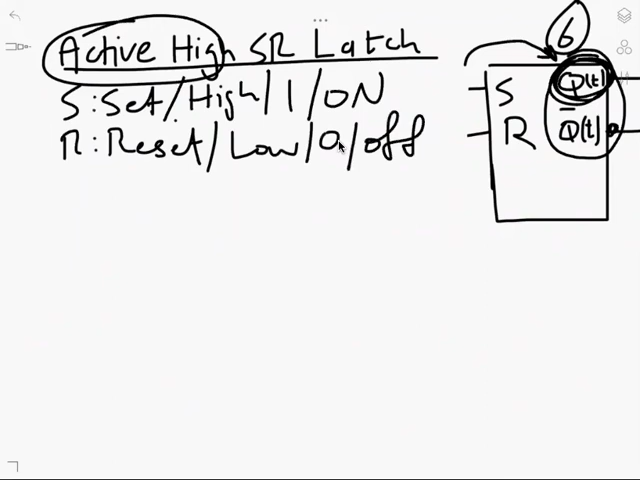 Active High SR Latch
S : Set / High / 1 / ON
R : Reset / Low / 0 / off
6
S Q(t)
R Q̅(t)